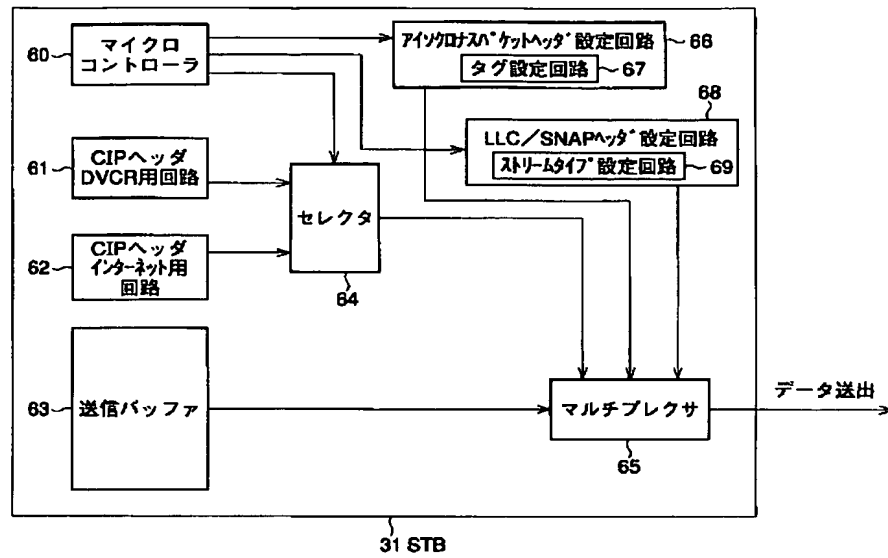 60
マイクロ
コントローラ
アイソクロナスパケットヘッダ設定回路
66
タグ設定回路
67
68
LLC/SNAPヘッダ設定回路
ストリームタイプ設定回路
69
61
CIPヘッダ
DVCR用回路
セレクタ
64
62
CIPヘッダ
インターネット用
回路
63
送信バッファ
マルチプレクサ
65
データ送出
31 STB